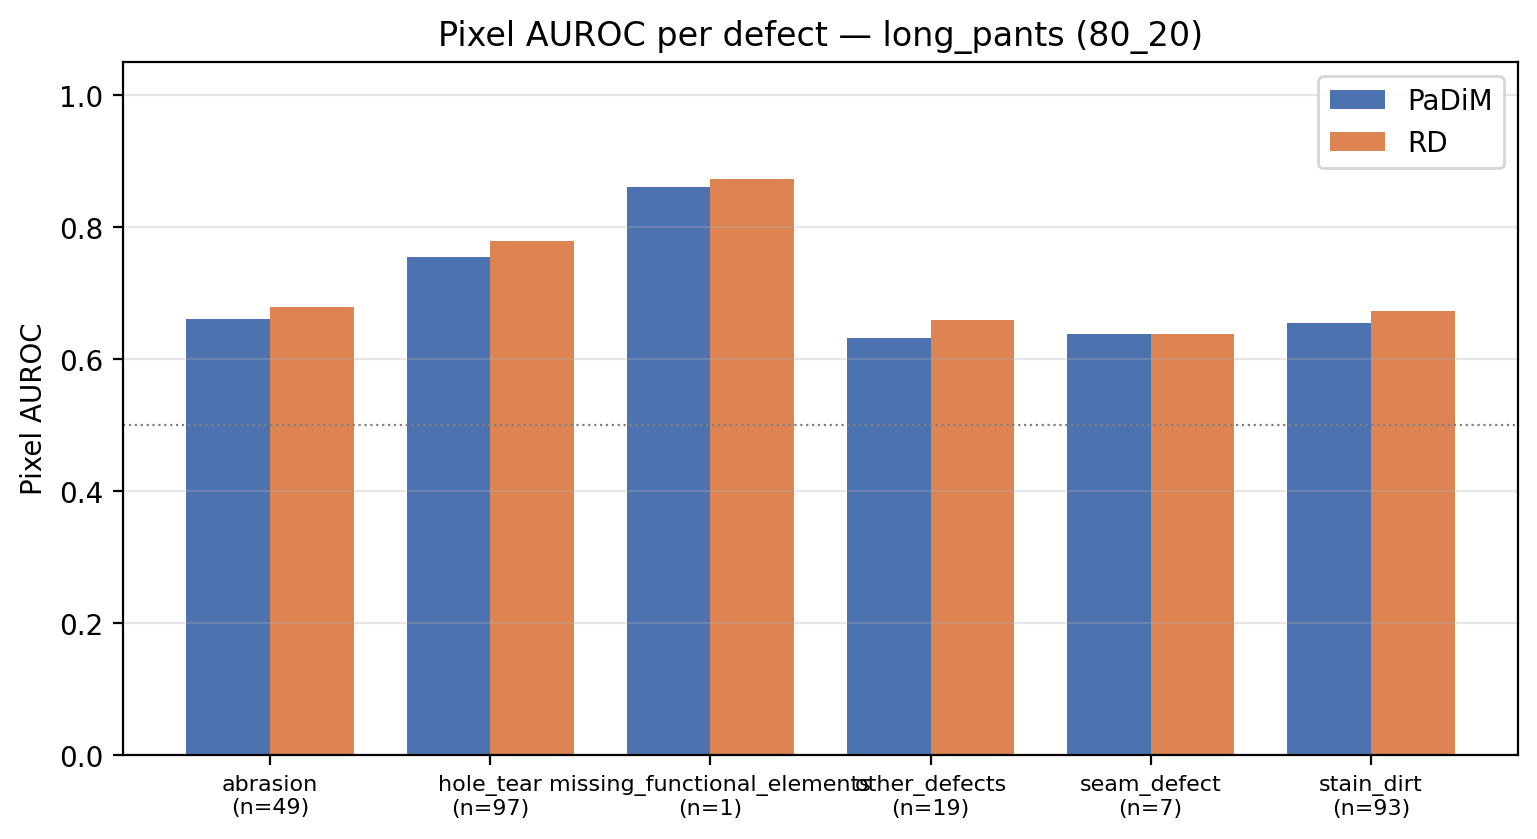 Pixel AUROC per defect — long_pants (80_20)
PaDiM
RD
Pixel AUROC
1.0
0.8
0.6
0.4
0.2
0.0
abrasion
(n=49)
hole_tear
(n=97)
missing_functional_elements
(n=1)
other_defects
(n=19)
seam_defect
(n=7)
stain_dirt
(n=93)